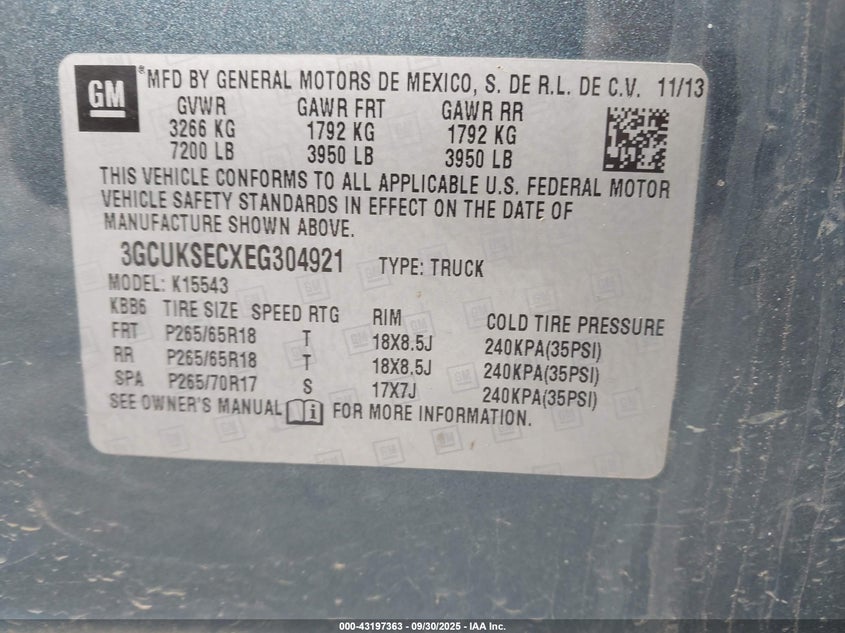 GM ® MFD BY GENERAL MOTORS DE MEXICO, S. DE R.L. DE C.V. 11/13
GVWR GAWR FRT GAWR RR
3266 KG 1792 KG 1792 KG
7200 LB 3950 LB 3950 LB
THIS VEHICLE CONFORMS TO ALL APPLICABLE U.S. FEDERAL MOTOR
VEHICLE SAFETY STANDARDS IN EFFECT ON THE DATE OF
MANUFACTURE SHOWN ABOVE.
3GCUKSECXEG304921 TYPE: TRUCK
MODEL: K15543
KBB6 TIRE SIZE SPEED RTG RIM COLD TIRE PRESSURE
FRT P265/65R18 T 18X8.5J 240KPA(35PSI)
RR P265/65R18 T 18X8.5J 240KPA(35PSI)
SPA P265/70R17 S 17X7J 240KPA(35PSI)
SEE OWNER'S MANUAL i FOR MORE INFORMATION.
000-43197363 - 09/30/2025 - IAA Inc.